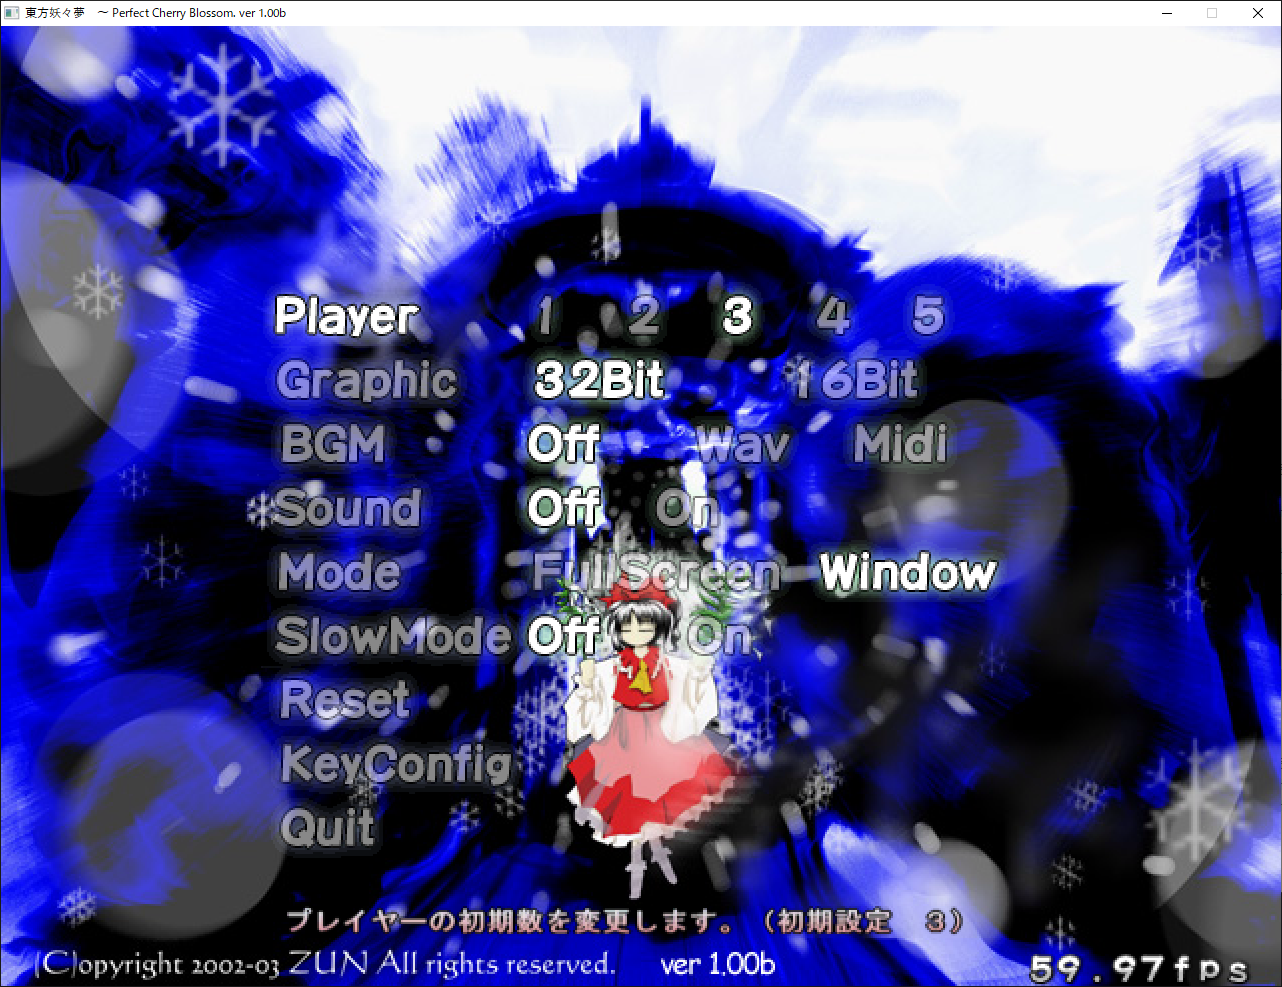 東方妖々夢　～ Perfect Cherry Blossom. ver 1.00b
Player 1 2 3 4 5
Graphic 32Bit 16Bit
BGM Off Wav Midi
Sound Off On
Mode FullScreen Window
SlowMode Off On
Reset
KeyConfig
Quit
プレイヤーの初期数を変更します。（初期設定　3）
(C)opyright 2002-03 ZUN All rights reserved. ver 1.00b
59.97fps